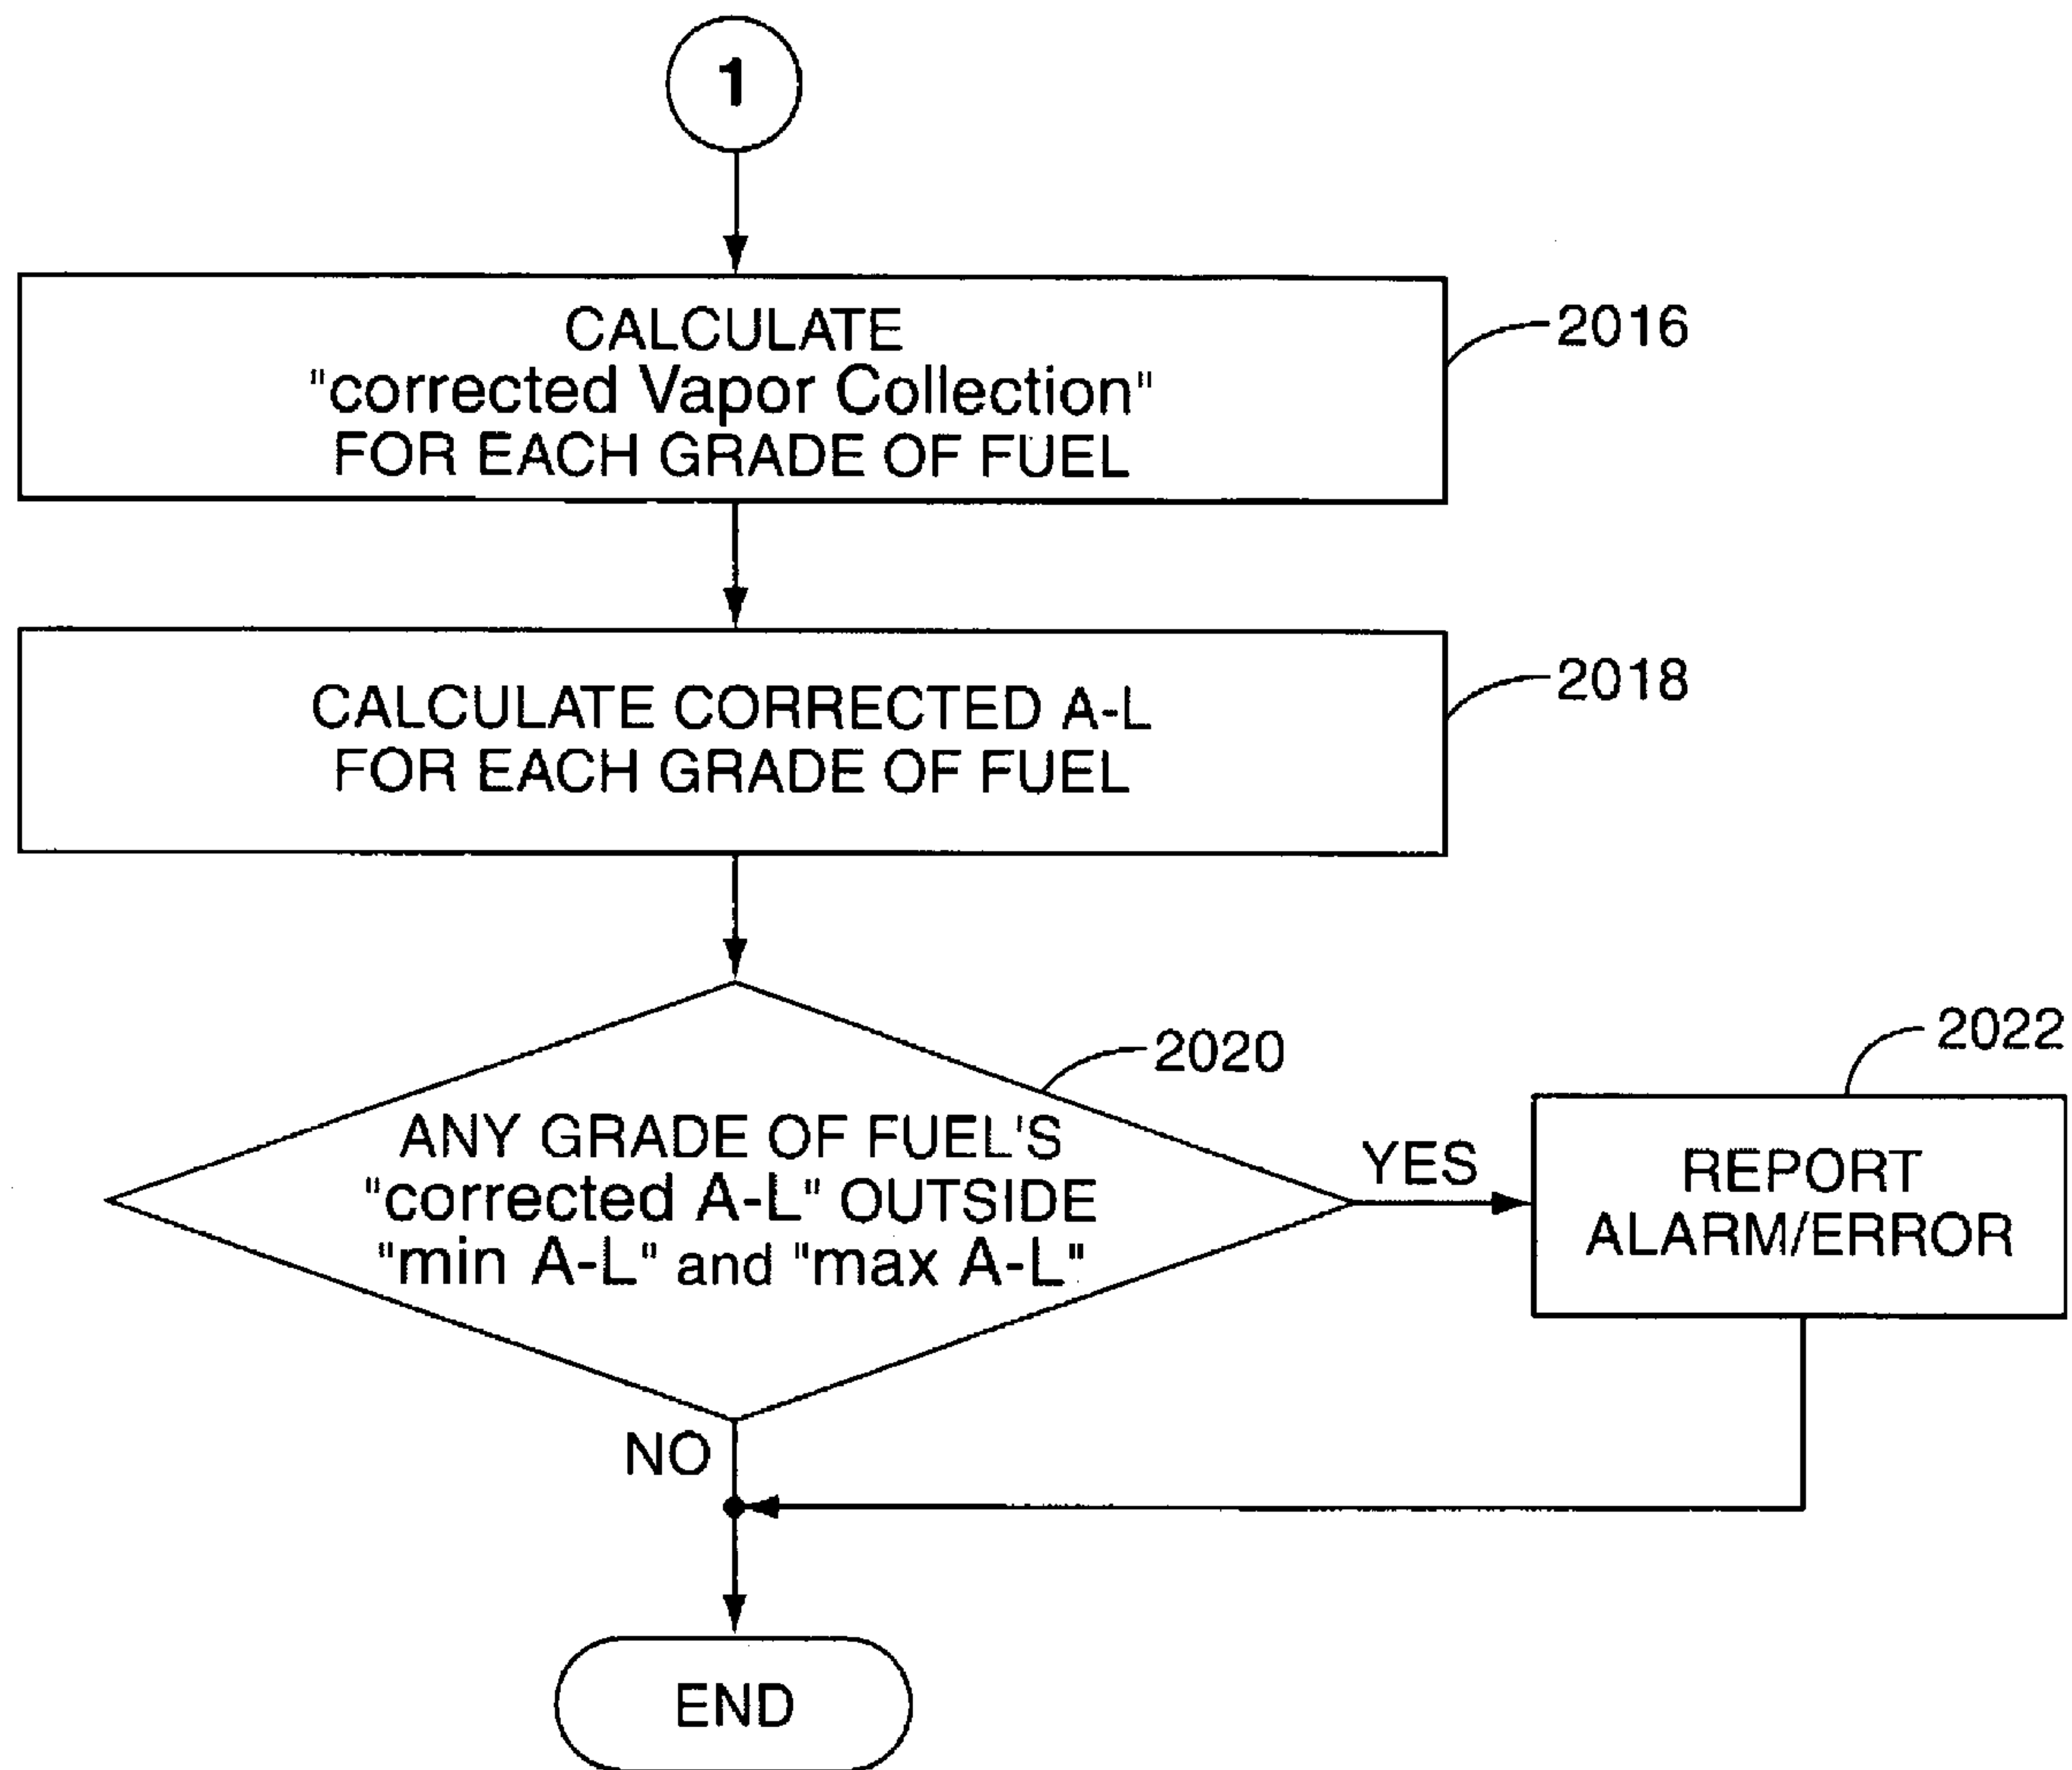 1
CALCULATE
"corrected Vapor Collection"
FOR EACH GRADE OF FUEL
2016
CALCULATE CORRECTED A-L
FOR EACH GRADE OF FUEL
2018
2020
ANY GRADE OF FUEL'S
"corrected A-L" OUTSIDE
"min A-L" and "max A-L"
YES
2022
REPORT
ALARM/ERROR
NO
END